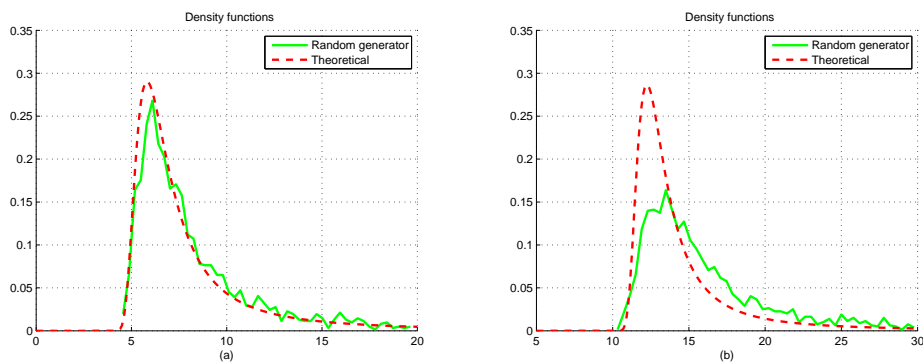 Density functions
0.35
0.3
0.25
0.2
0.15
0.1
0.05
0
0 5 10 15 20
(a)
Random generator
Theoretical
Density functions
0.35
0.3
0.25
0.2
0.15
0.1
0.05
0
5 10 15 20 25 30
(b)
Random generator
Theoretical